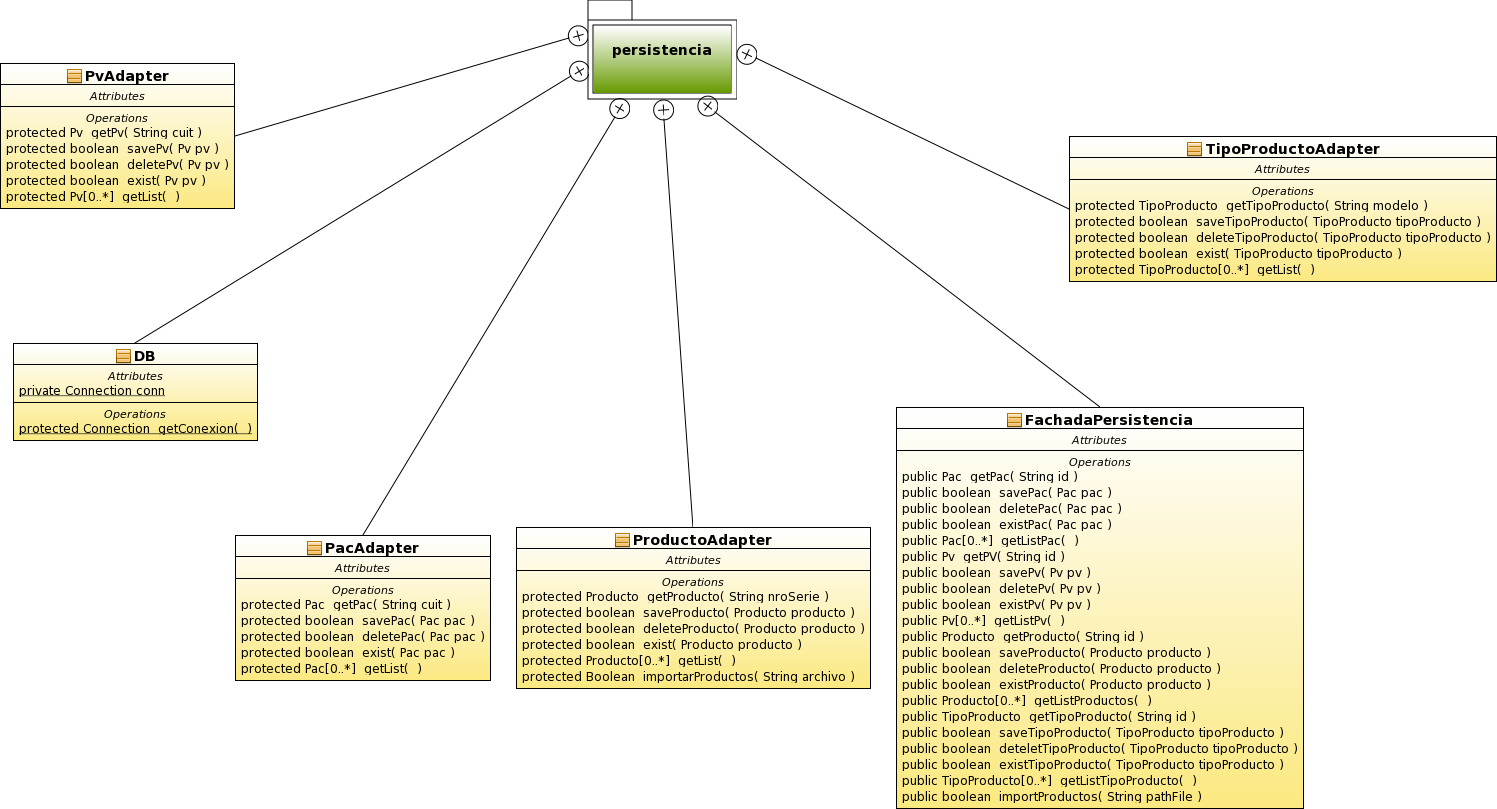 persistencia
PvAdapter
Attributes
Operations
protected Pv getPv( String cuit )
protected boolean savePv( Pv pv )
protected boolean deletePv( Pv pv )
protected boolean exist( Pv pv )
protected Pv[0..*] getList( )
TipoProductoAdapter
Attributes
Operations
protected TipoProducto getTipoProducto( String modelo )
protected boolean saveTipoProducto( TipoProducto tipoProducto )
protected boolean deleteTipoProducto( TipoProducto tipoProducto )
protected boolean exist( TipoProducto tipoProducto )
protected TipoProducto[0..*] getList( )
DB
Attributes
private Connection conn
Operations
protected Connection getConexion( )
PacAdapter
Attributes
Operations
protected Pac getPac( String cuit )
protected boolean savePac( Pac pac )
protected boolean deletePac( Pac pac )
protected boolean exist( Pac pac )
protected Pac[0..*] getList( )
ProductoAdapter
Attributes
Operations
protected Producto getProducto( String nroSerie )
protected boolean saveProducto( Producto producto )
protected boolean deleteProducto( Producto producto )
protected boolean exist( Producto producto )
protected Producto[0..*] getList( )
protected Boolean importarProductos( String archivo )
FachadaPersistencia
Attributes
Operations
public Pac getPac( String id )
public boolean savePac( Pac pac )
public boolean deletePac( Pac pac )
public boolean existPac( Pac pac )
public Pac[0..*] getListPac( )
public Pv getPV( String id )
public boolean savePv( Pv pv )
public boolean deletePv( Pv pv )
public boolean existPv( Pv pv )
public Pv[0..*] getListPv( )
public Producto getProducto( String id )
public boolean saveProducto( Producto producto )
public boolean deleteProducto( Producto producto )
public boolean existProducto( Producto producto )
public Producto[0..*] getListProductos( )
public TipoProducto getTipoProducto( String id )
public boolean saveTipoProducto( TipoProducto tipoProducto )
public boolean deteletTipoProducto( TipoProducto tipoProducto )
public boolean existTipoProducto( TipoProducto tipoProducto )
public TipoProducto[0..*] getListTipoProducto( )
public boolean importProductos( String pathFile )